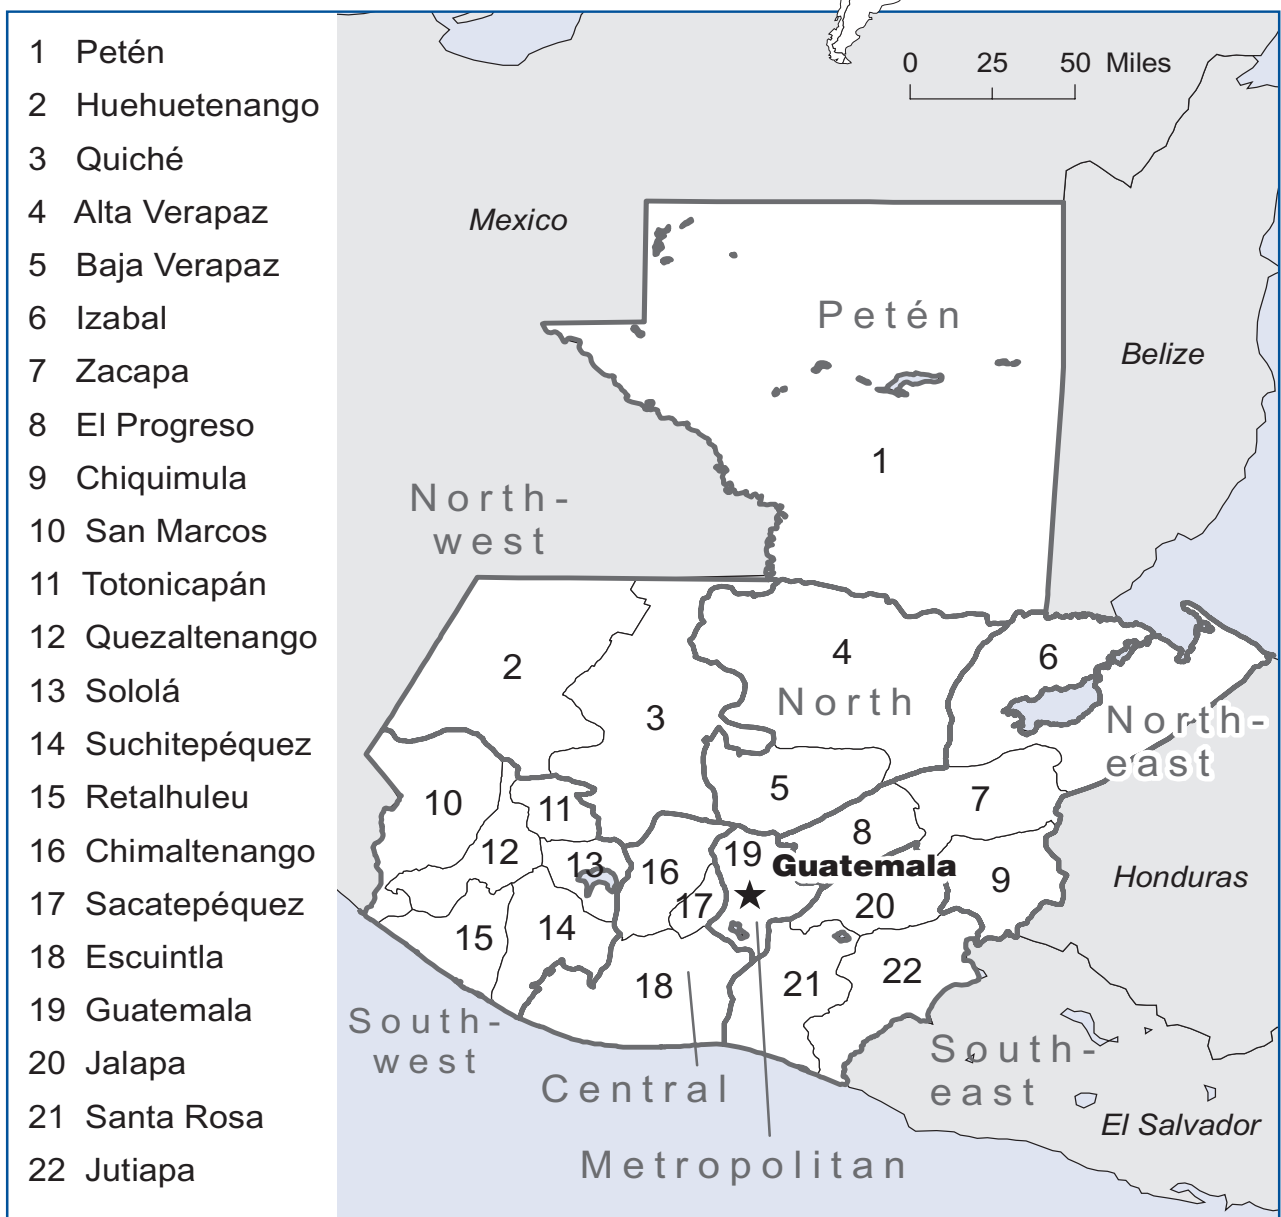 1 Petén
2 Huehuetenango
3 Quiché
4 Alta Verapaz
5 Baja Verapaz
6 Izabal
7 Zacapa
8 El Progreso
9 Chiquimula
10 San Marcos
11 Totonicapán
12 Quezaltenango
13 Sololá
14 Suchitepéquez
15 Retalhuleu
16 Chimaltenango
17 Sacatepéquez
18 Escuintla
19 Guatemala
20 Jalapa
21 Santa Rosa
22 Jutiapa
0 25 50 Miles
Mexico
Petén
Belize
1
North-
west
2
3
4
North
6
North-
east
5
7
8
10
11
12
13
16
17
19
Guatemala
9
Honduras
20
14
15
18
21
22
South-
west
South-
east
Central
El Salvador
Metropolitan